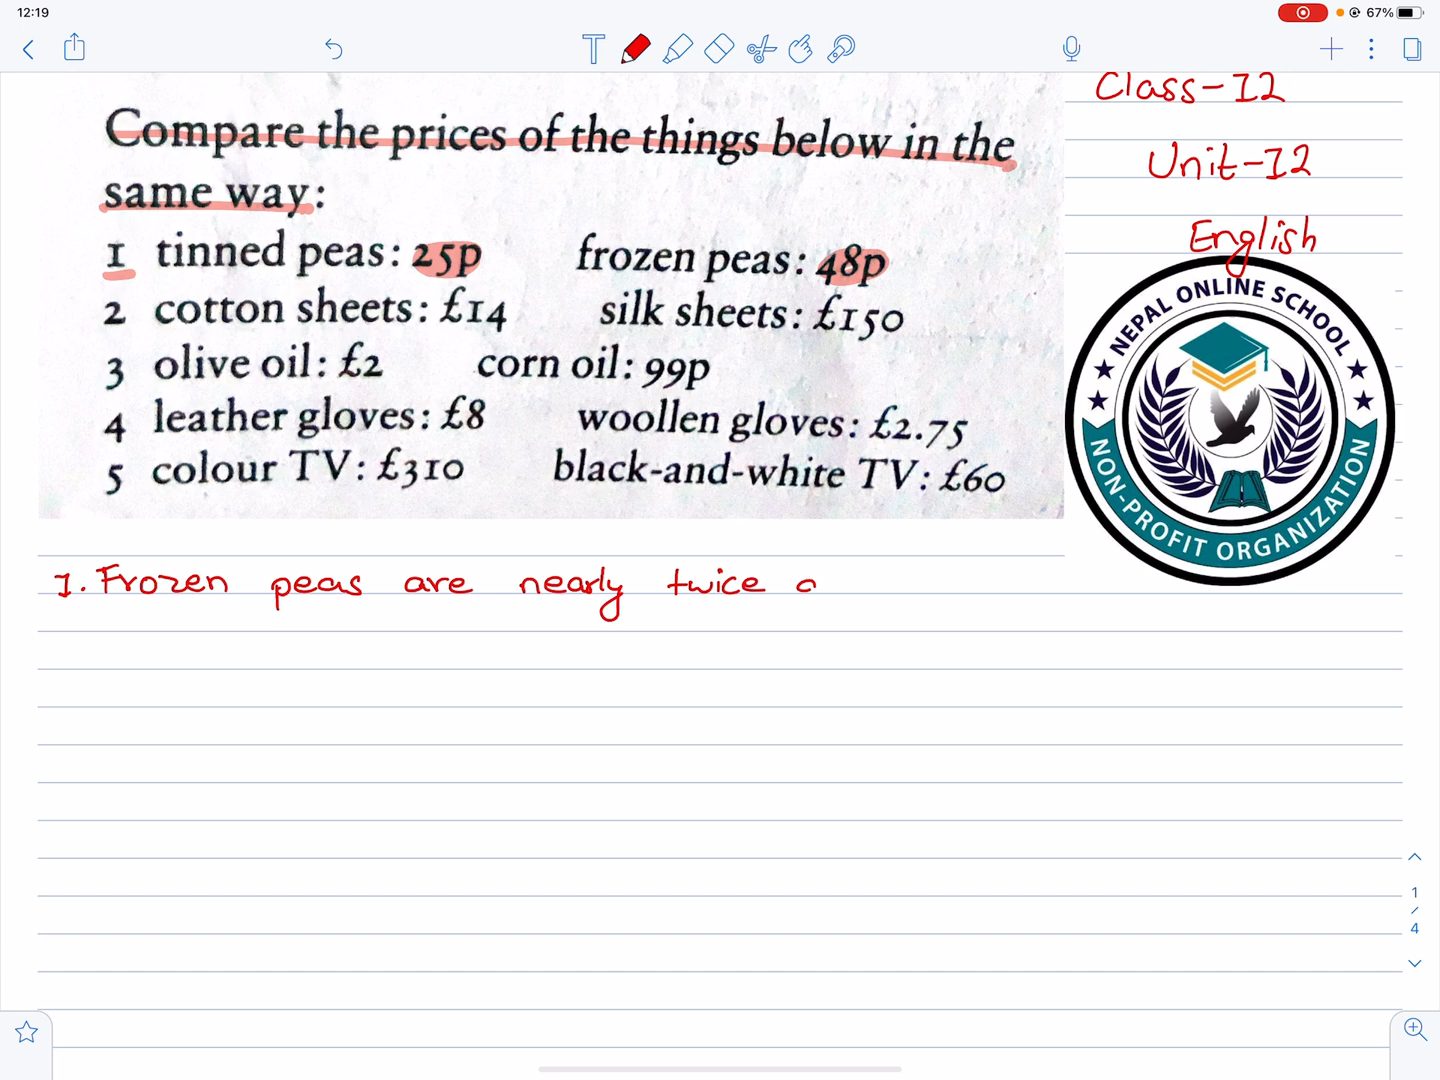 12:19
67%
Class-12
Compare the prices of the things below in the
same way:
Unit-12
English
1 tinned peas: 25p frozen peas: 48p
2 cotton sheets: £14 silk sheets: £150
3 olive oil: £2 corn oil: 99p
4 leather gloves: £8 woollen gloves: £2.75
5 colour TV: £310 black-and-white TV: £60
NEPAL ONLINE SCHOOL
NON-PROFIT ORGANIZATION
1. Frozen peas are nearly twice a
1
/
4